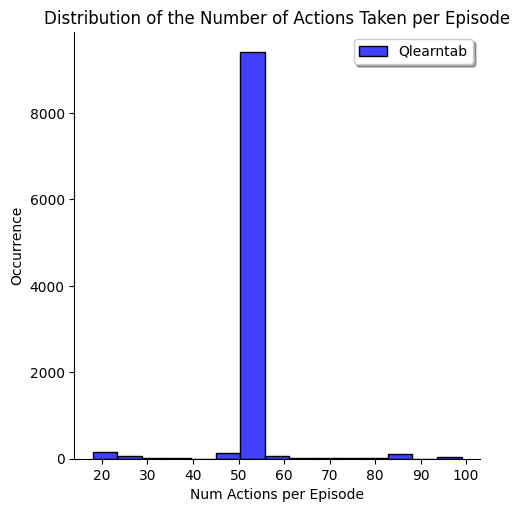 Distribution of the Number of Actions Taken per Episode
Qlearntab
8000
6000
4000
2000
0
Occurrence
20 30 40 50 60 70 80 90 100
Num Actions per Episode